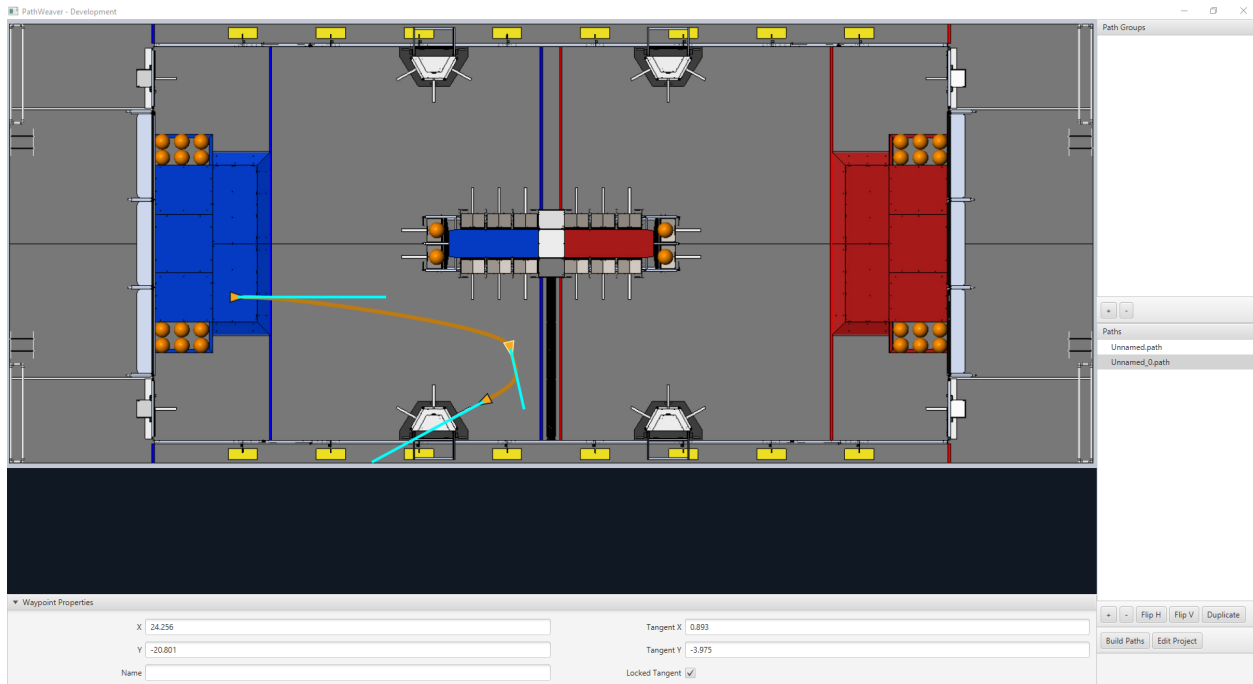 PathWeaver - Development
Path Groups
+ -
Paths
Unnamed.path
Unnamed_0.path
Waypoint Properties
X 24.256 Tangent X 0.893
Y -20.801 Tangent Y -3.975
Name Locked Tangent
+ - Flip H Flip V Duplicate
Build Paths Edit Project